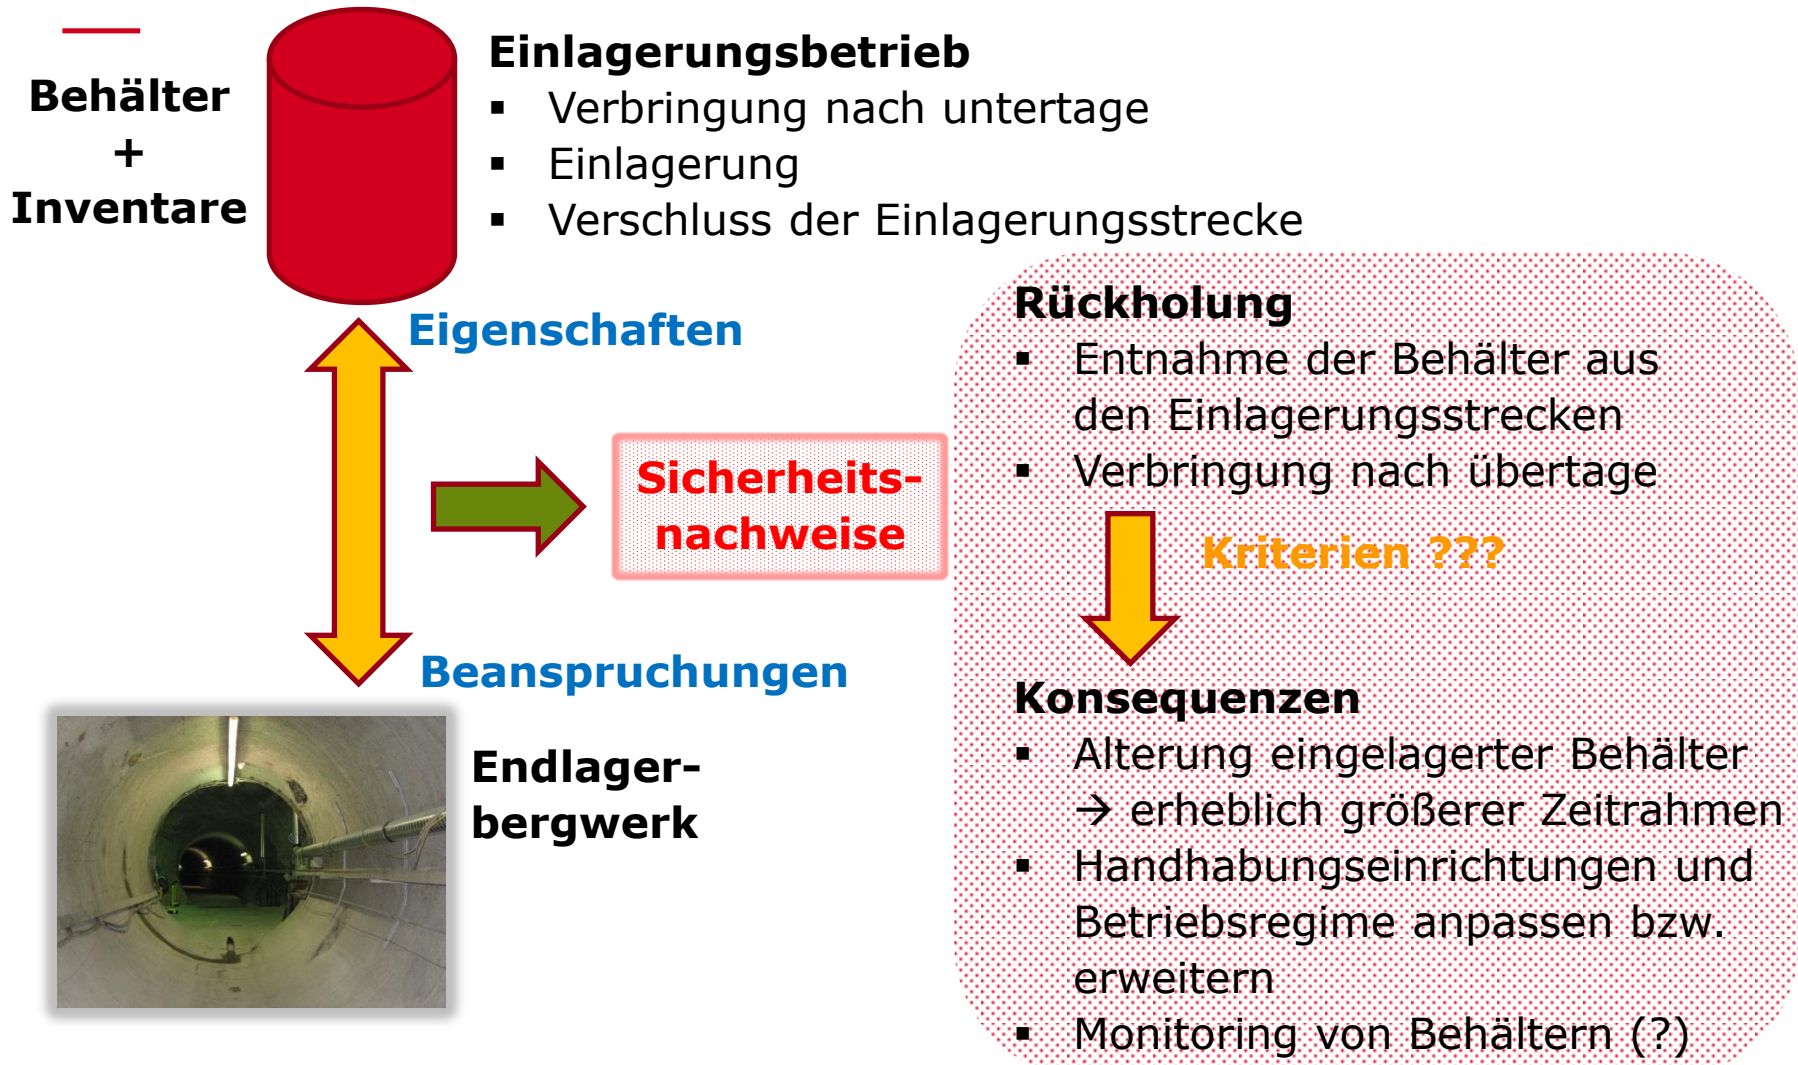 Behälter
+
Inventare
Einlagerungsbetrieb
▪ Verbringung nach untertage
▪ Einlagerung
▪ Verschluss der Einlagerungsstrecke
Eigenschaften
Sicherheits-
nachweise
Beanspruchungen
Endlager-
bergwerk
Rückholung
▪ Entnahme der Behälter aus
den Einlagerungsstrecken
▪ Verbringung nach übertage
Kriterien ???
Konsequenzen
▪ Alterung eingelagerter Behälter
→ erheblich größerer Zeitrahmen
▪ Handhabungseinrichtungen und
Betriebsregime anpassen bzw.
erweitern
▪ Monitoring von Behältern (?)